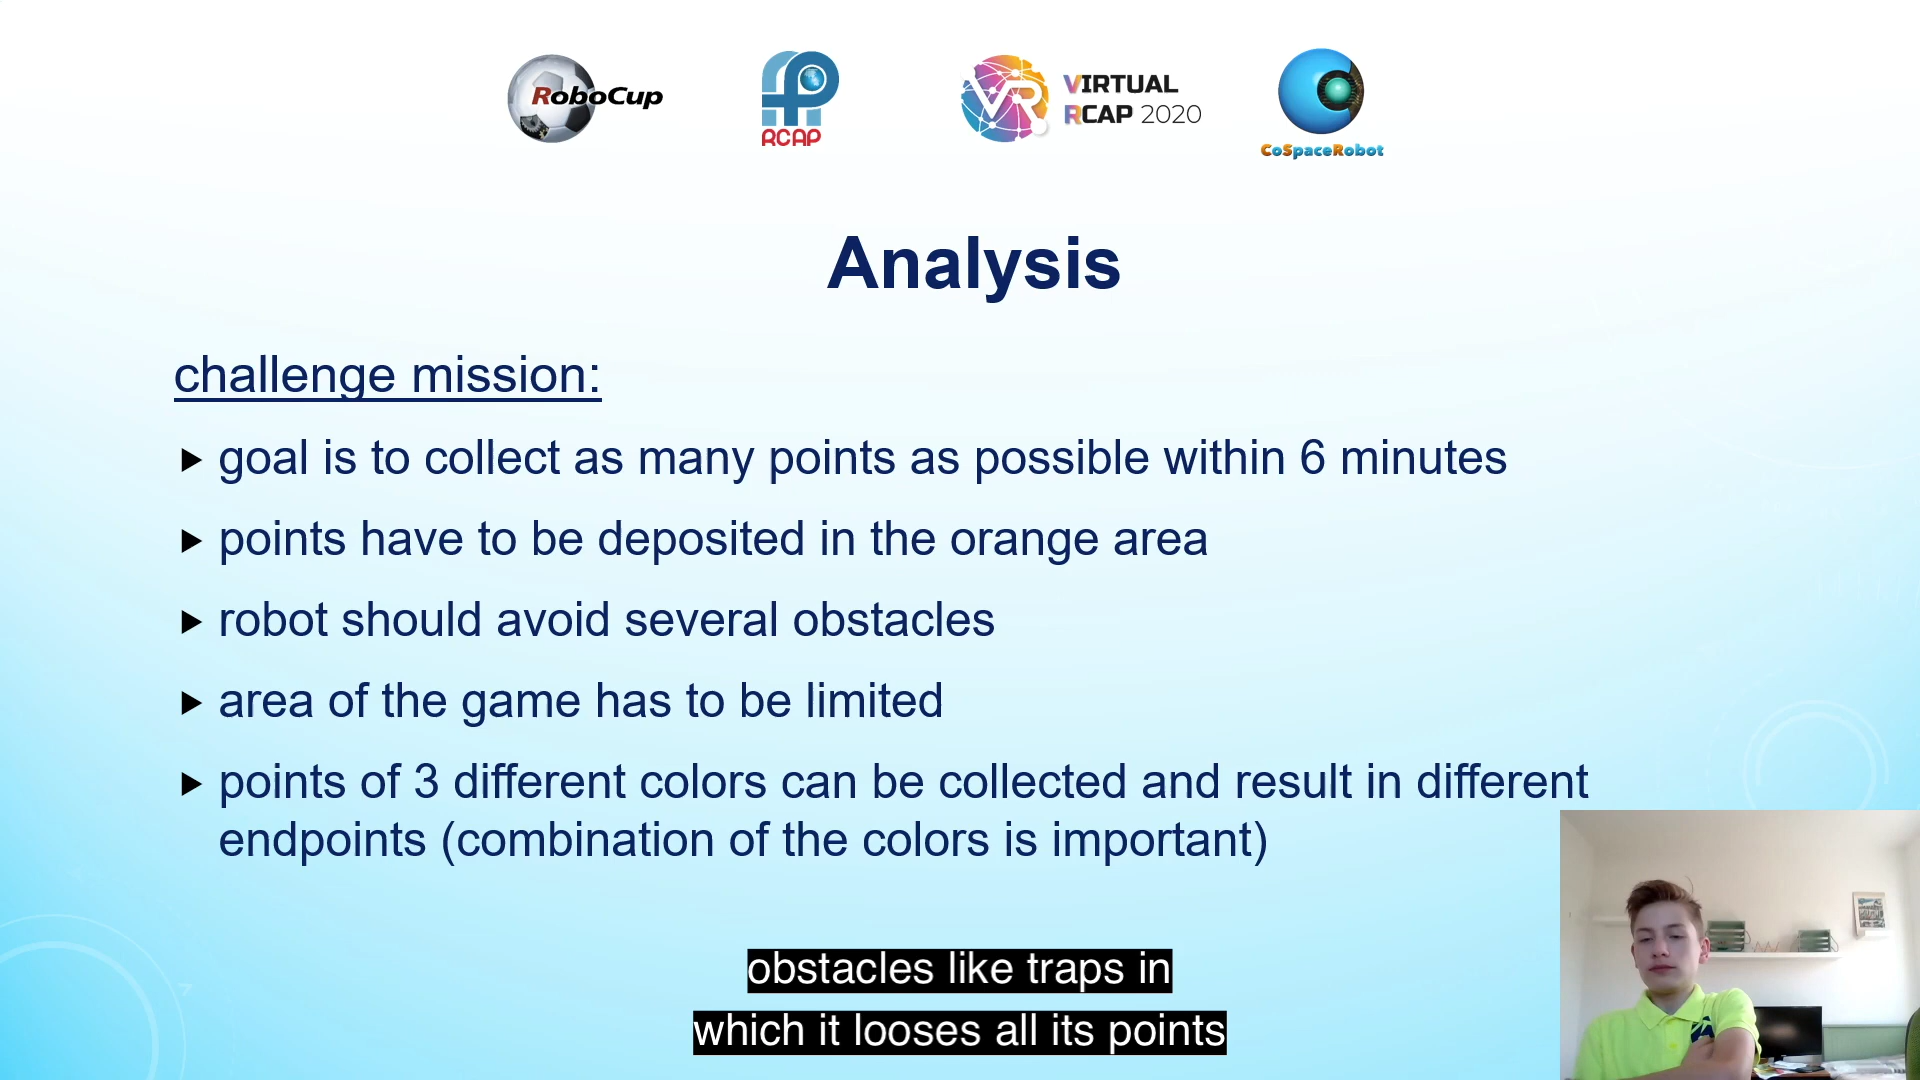 RoboCup
RCAP
VR
VIRTUAL
RCAP 2020
CoSpaceRobot
Analysis
challenge mission:
goal is to collect as many points as possible within 6 minutes
points have to be deposited in the orange area
robot should avoid several obstacles
area of the game has to be limited
points of 3 different colors can be collected and result in different
endpoints (combination of the colors is important)
obstacles like traps in
which it looses all its points